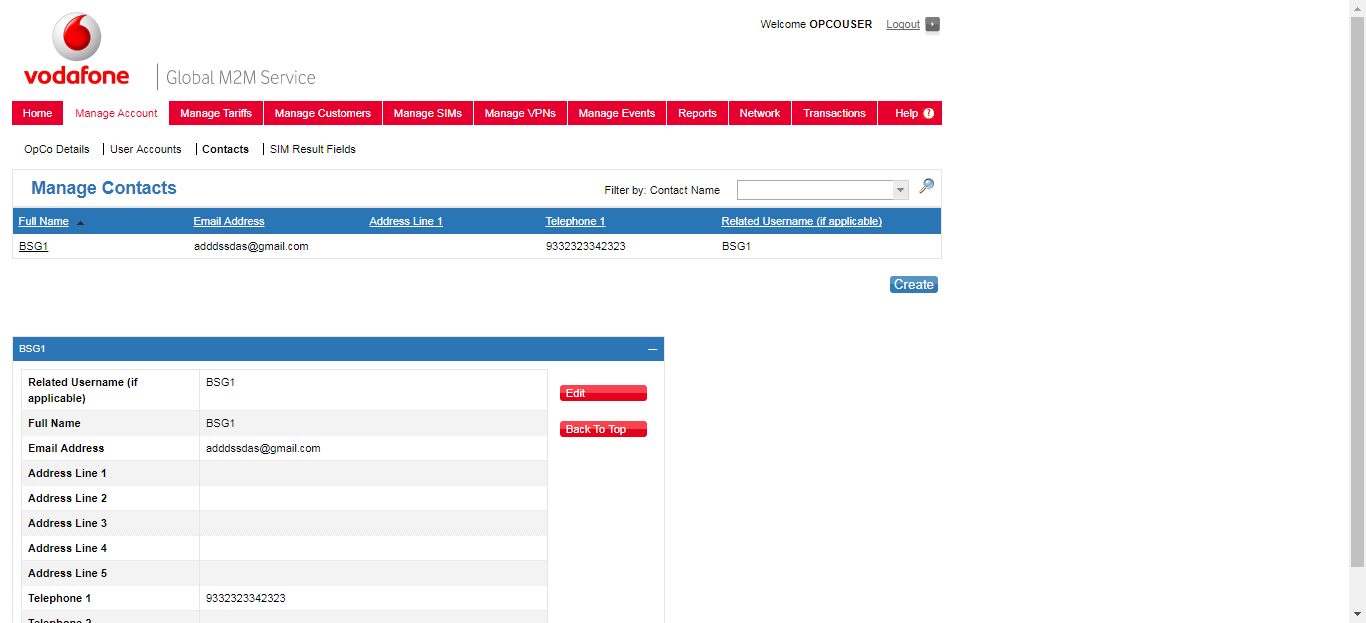 Welcome OPCOUSER Logout
vodafone Global M2M Service
Home Manage Account Manage Tariffs Manage Customers Manage SIMs Manage VPNs Manage Events Reports Network Transactions Help ?
OpCo Details User Accounts Contacts SIM Result Fields
Manage Contacts Filter by: Contact Name
Full Name Email Address Address Line 1 Telephone 1 Related Username (if applicable)
BSG1 adddssdas@gmail.com 9332323342323 BSG1
Create
BSG1
Related Username (if applicable) BSG1
Edit
Full Name BSG1
Back To Top
Email Address adddssdas@gmail.com
Address Line 1
Address Line 2
Address Line 3
Address Line 4
Address Line 5
Telephone 1 9332323342323
Telephone 2